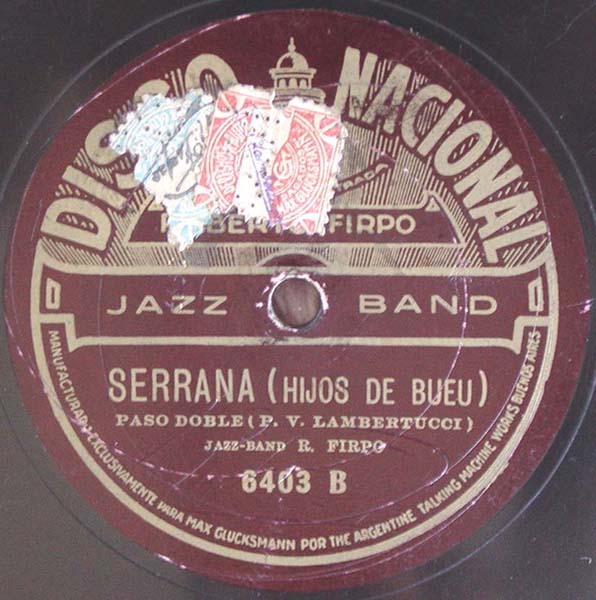 DISCO NACIONAL
ROBERTO FIRPO
JAZZ BAND
SERRANA (HIJOS DE BUEU)
PASO DOBLE (P. V. LAMBERTUCCI)
JAZZ-BAND R. FIRPO
6403 B
MANUFACTURADO EXCLUSIVAMENTE PARA MAX GLUCKSMANN POR THE ARGENTINE TALKING MACHINE WORKS BUENOS AIRES